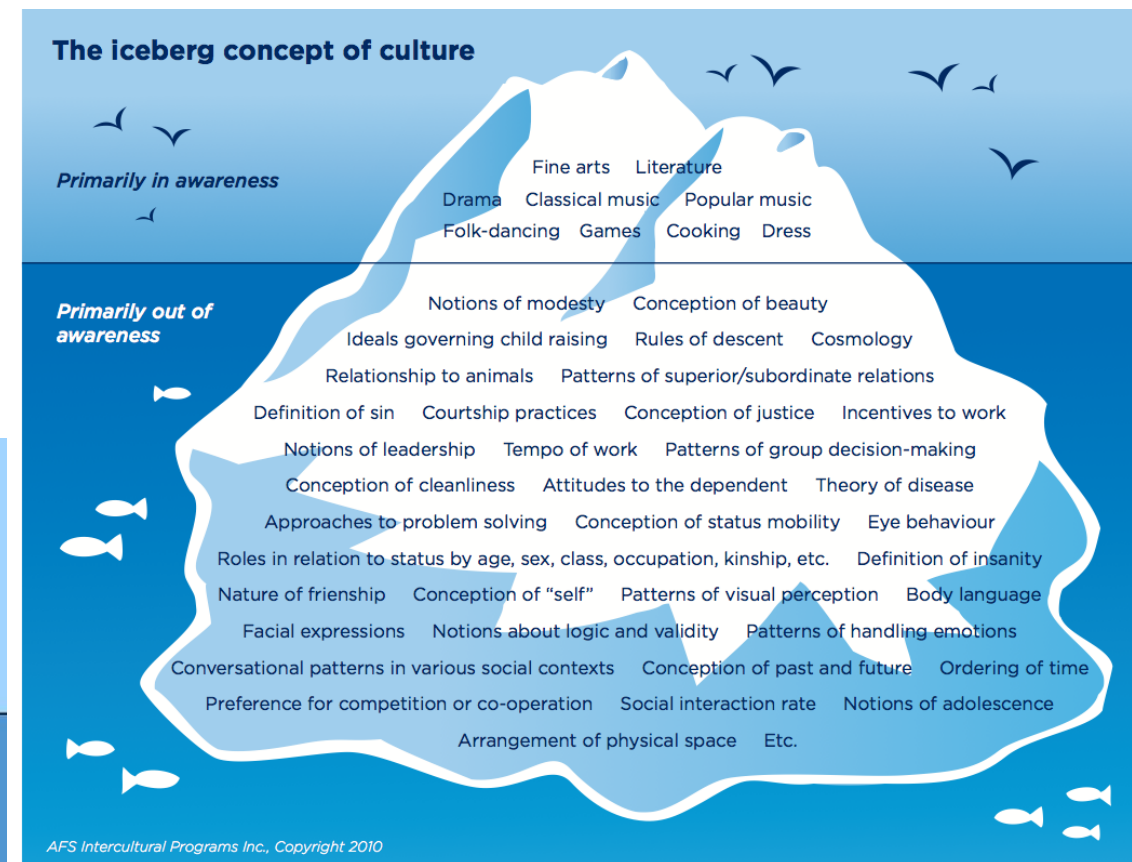 The iceberg concept of culture
Primarily in awareness
Fine arts Literature
Drama Classical music Popular music
Folk-dancing Games Cooking Dress
Primarily out of
awareness
Notions of modesty Conception of beauty
Ideals governing child raising Rules of descent Cosmology
Relationship to animals Patterns of superior/subordinate relations
Definition of sin Courtship practices Conception of justice Incentives to work
Notions of leadership Tempo of work Patterns of group decision-making
Conception of cleanliness Attitudes to the dependent Theory of disease
Approaches to problem solving Conception of status mobility Eye behaviour
Roles in relation to status by age, sex, class, occupation, kinship, etc. Definition of insanity
Nature of frienship Conception of “self” Patterns of visual perception Body language
Facial expressions Notions about logic and validity Patterns of handling emotions
Conversational patterns in various social contexts Conception of past and future Ordering of time
Preference for competition or co-operation Social interaction rate Notions of adolescence
Arrangement of physical space Etc.
AFS Intercultural Programs Inc., Copyright 2010